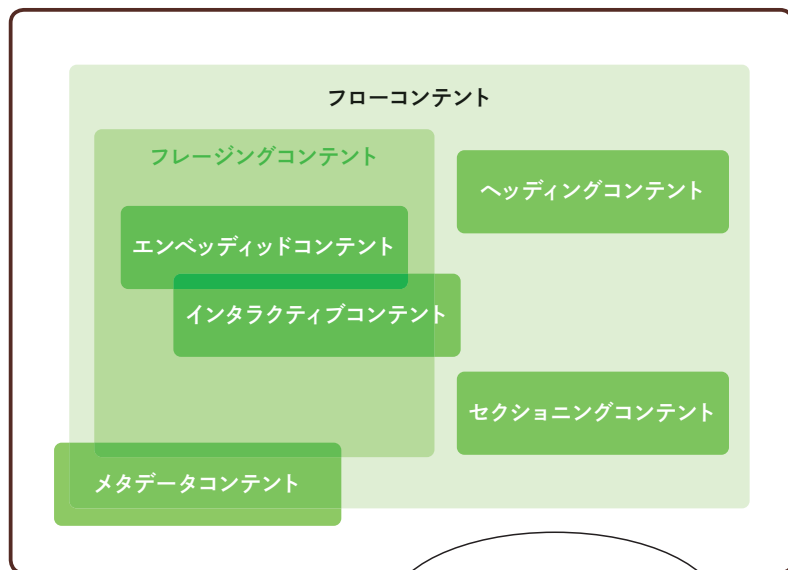 フローコンテント
フレージングコンテント
ヘッディングコンテント
エンベッディッドコンテント
インタラクティブコンテント
セクショニングコンテント
メタデータコンテント